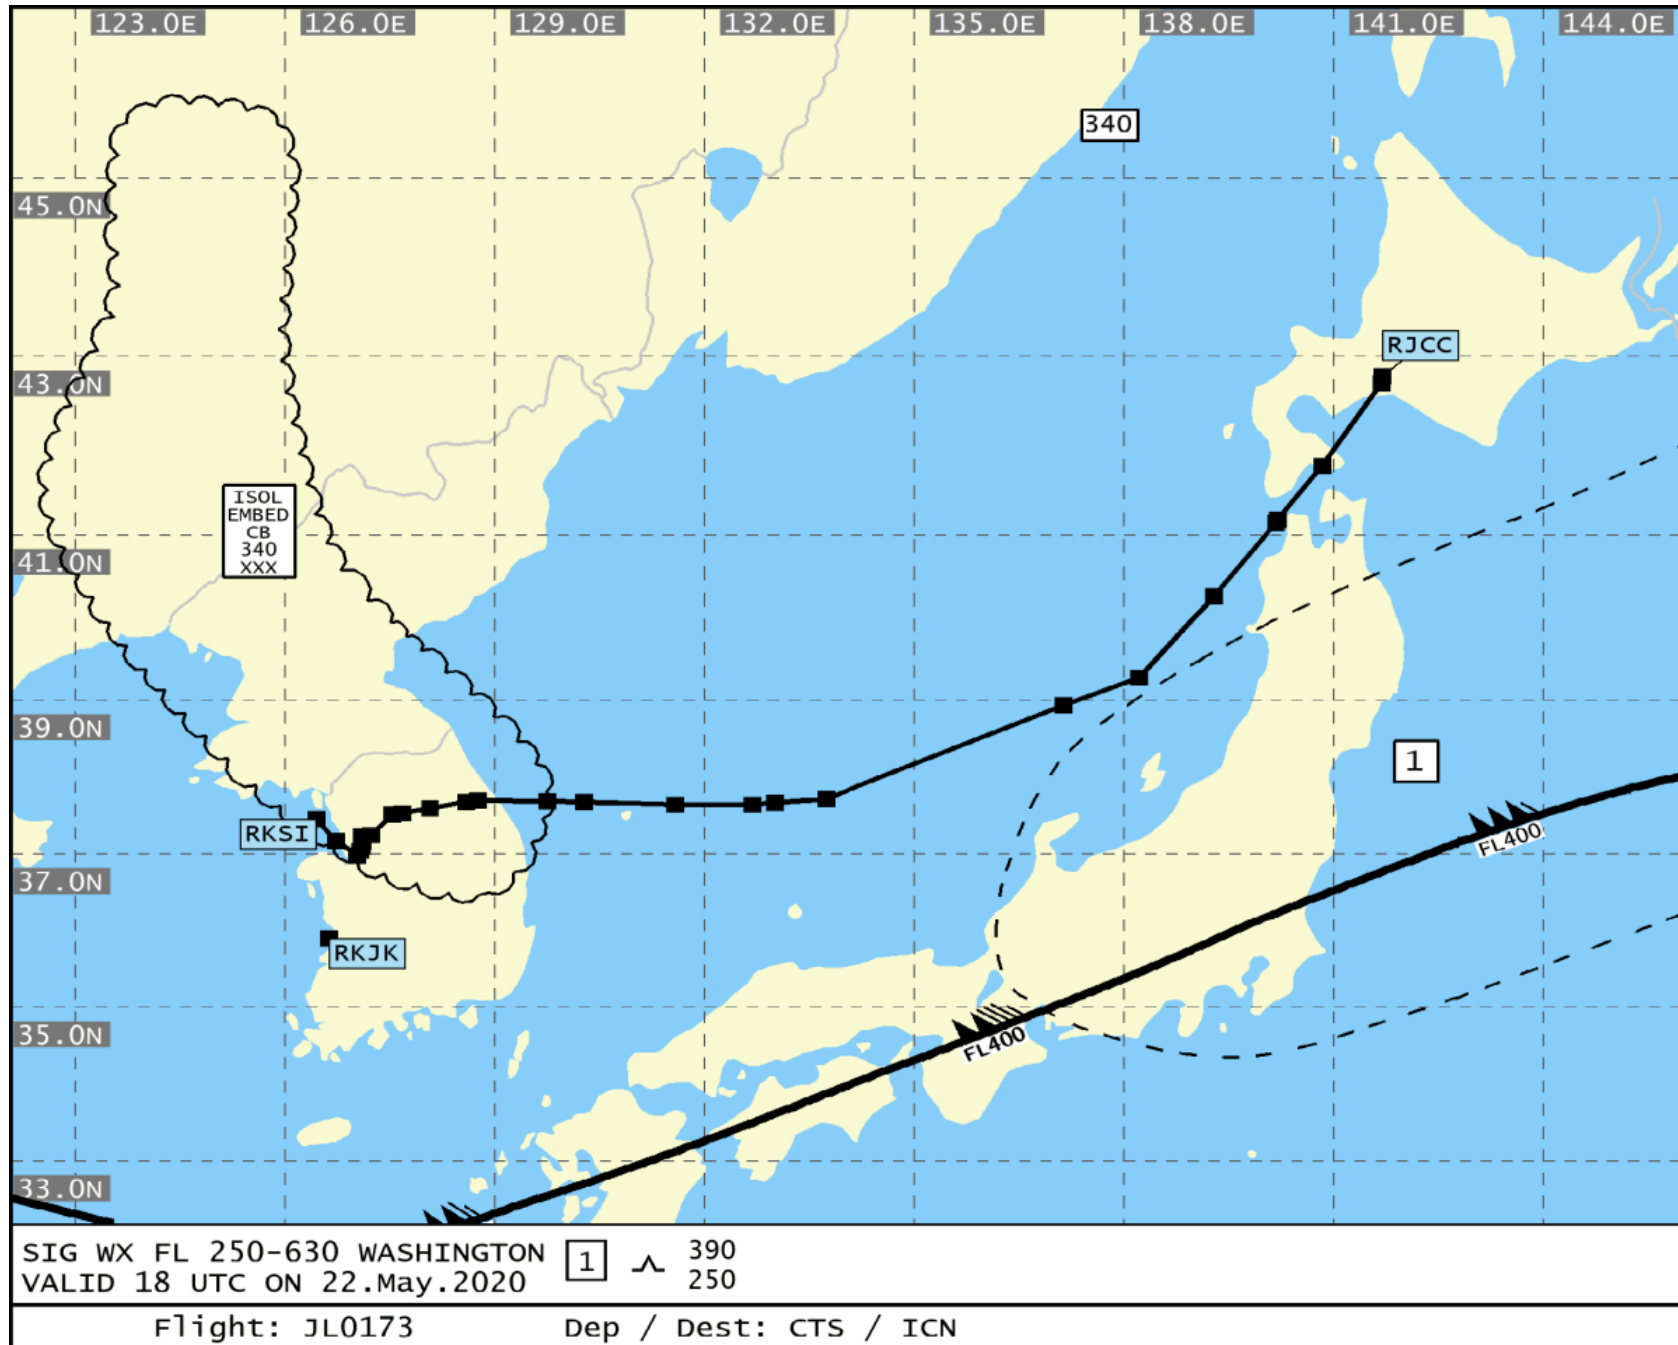 123.0E 126.0E 129.0E 132.0E 135.0E 138.0E 141.0E 144.0E
340
45.0N
RJCC
43.0N
ISOL
EMBED
CB
340
XXX
41.0N
39.0N
1
RKSI
FL400
37.0N
RKJK
35.0N
FL400
33.0N
SIG WX FL 250-630 WASHINGTON
VALID 18 UTC ON 22.May.2020
1
390
250
Flight: JL0173 Dep / Dest: CTS / ICN